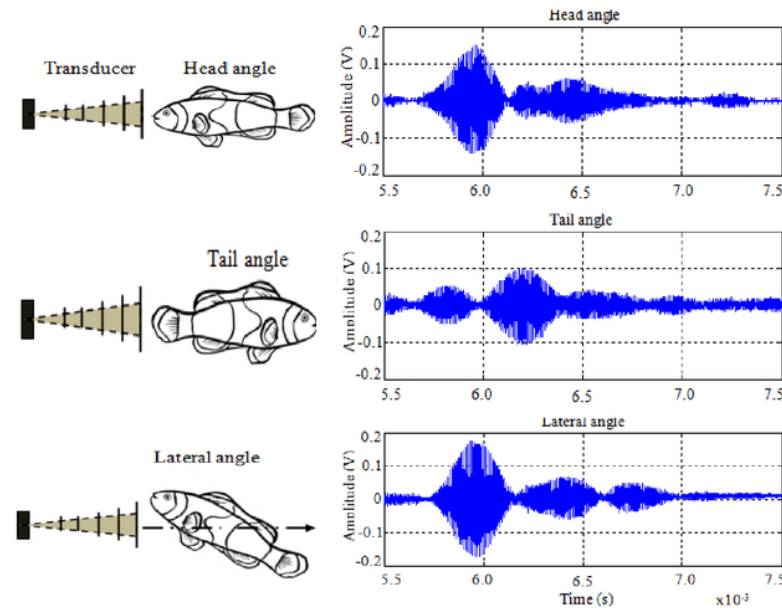 Head angle
Transducer Head angle
Amplitude (V)
0.2
0.1
0
-0.1
-0.2
5.5 6.0 6.5 7.0 7.5
Tail angle
Tail angle
Amplitude (V)
0.2
0.1
0
-0.1
-0.2
5.5 6.0 6.5 7.0 7.5
Lateral angle
Lateral angle
Amplitude (V)
0.2
0.1
0
-0.1
-0.2
5.5 6.0 6.5 7.0 7.5
Time (s) x10⁻³